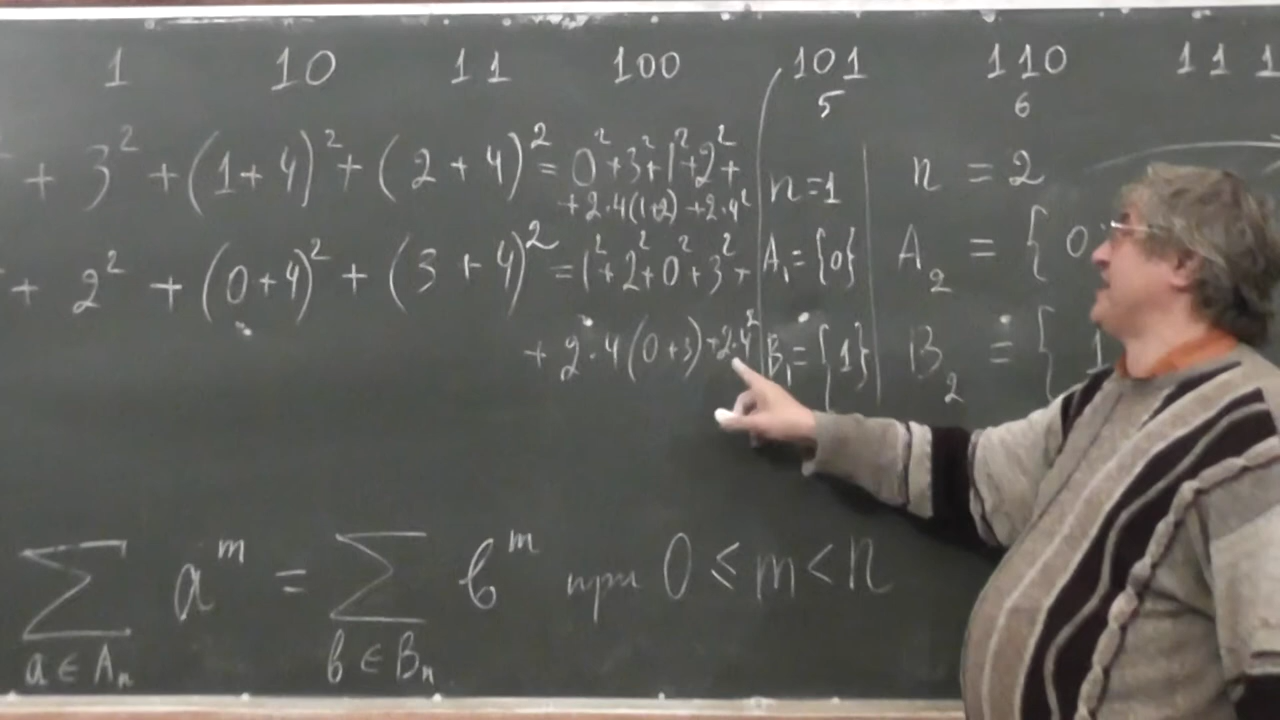 1 10 11 100 101 110 11 1
5 6
+ 3² + (1+4)² + (2+4)² = 0²+3²+1²+2²+
+2·4(1+2)+2·4²
+ 2² + (0+4)² + (3+4)² = 1²+2²+0²+3²+
+ 2·4(0+3)+2·4²
n=1
A₁={0}
B₁={1}
n = 2
A₂ = {0
B₂ = {1
∑ aᵐ = ∑ bᵐ при 0 ≤ m < n
a∈Aₙ b∈Bₙ